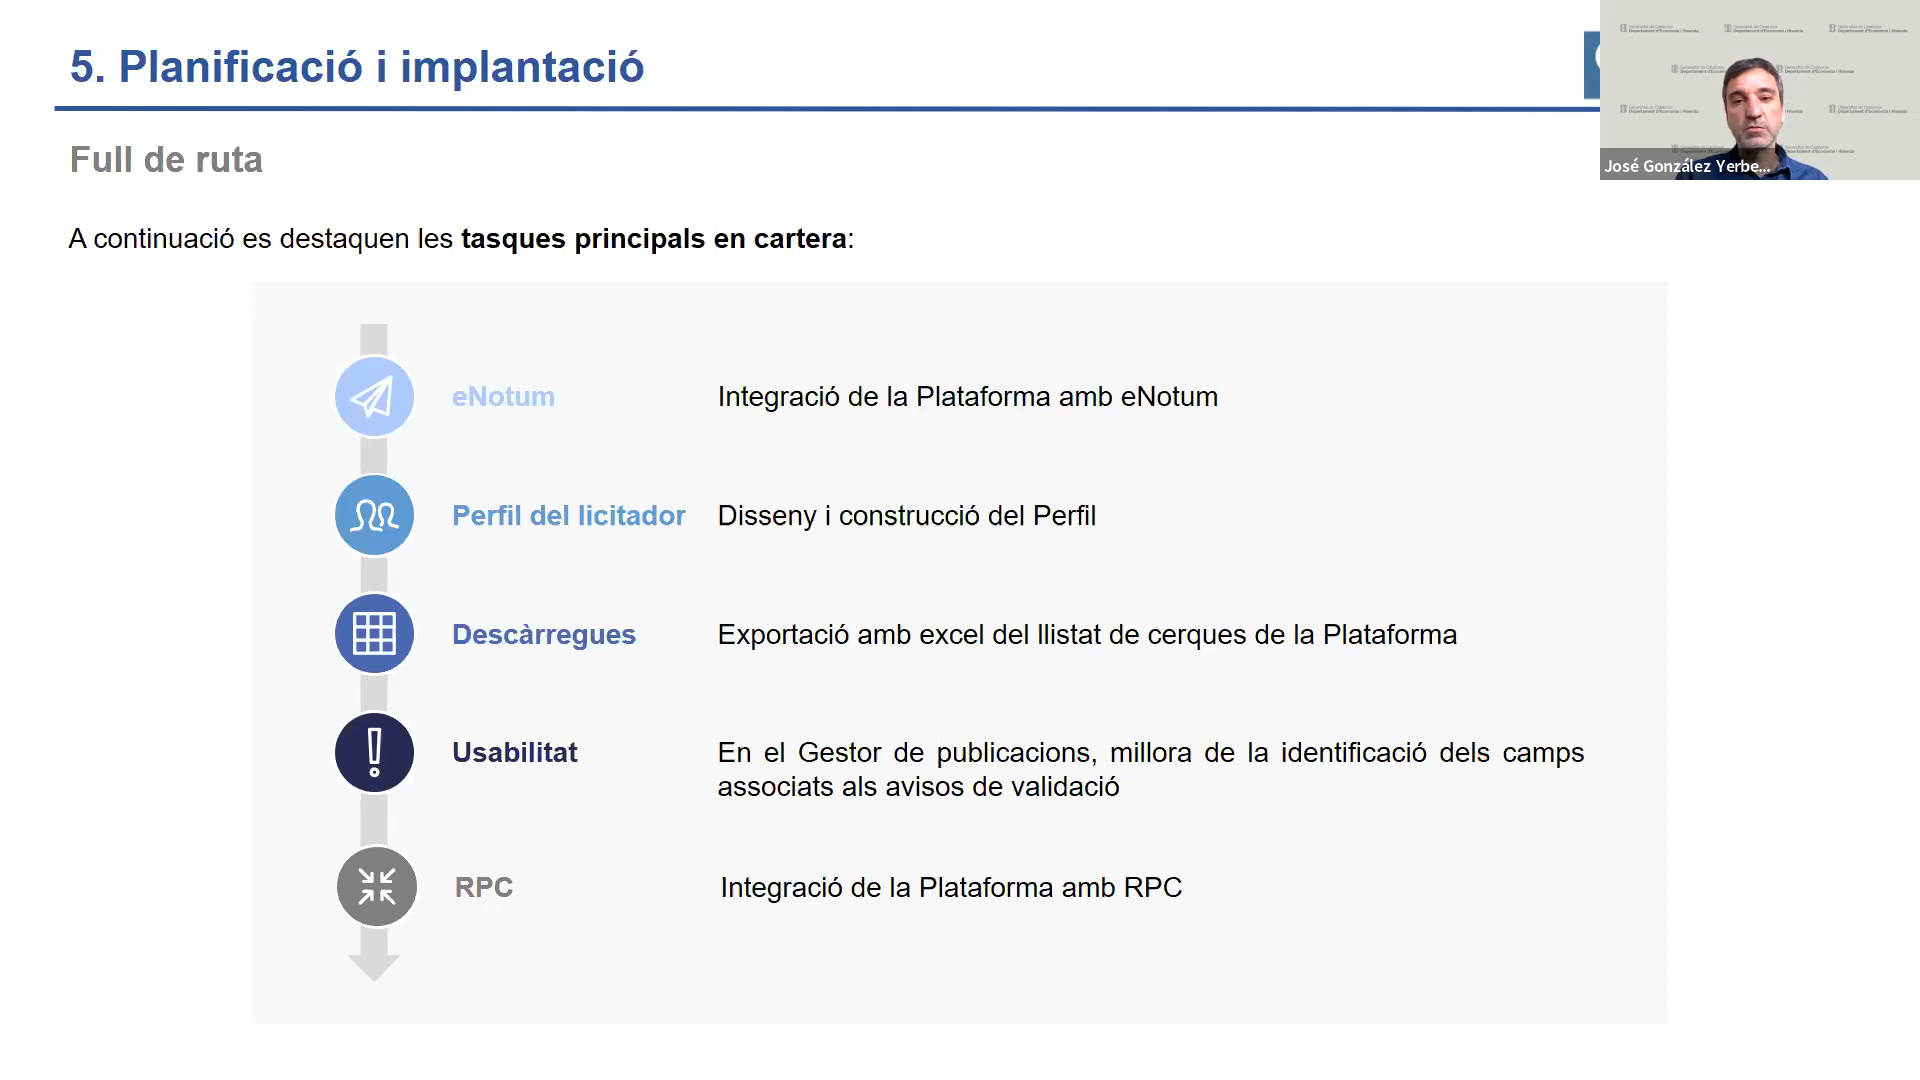 5. Planificació i implantació
Full de ruta
José González Yerbe...
A continuació es destaquen les tasques principals en cartera:
eNotum
Integració de la Plataforma amb eNotum
Perfil del licitador
Disseny i construcció del Perfil
Descàrregues
Exportació amb excel del llistat de cerques de la Plataforma
Usabilitat
En el Gestor de publicacions, millora de la identificació dels camps
associats als avisos de validació
RPC
Integració de la Plataforma amb RPC